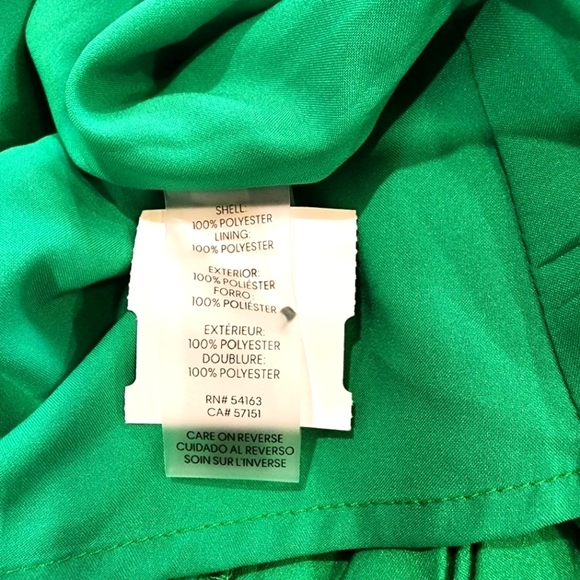 SHELL:
100% POLYESTER
LINING:
100% POLYESTER
EXTERIOR:
100% POLIÉSTER
FORRO:
100% POLIÉSTER
EXTÉRIEUR:
100% POLYESTER
DOUBLURE:
100% POLYESTER
RN# 54163
CA# 57151
CARE ON REVERSE
CUIDADO AL REVERSO
SOIN SUR L'INVERSE